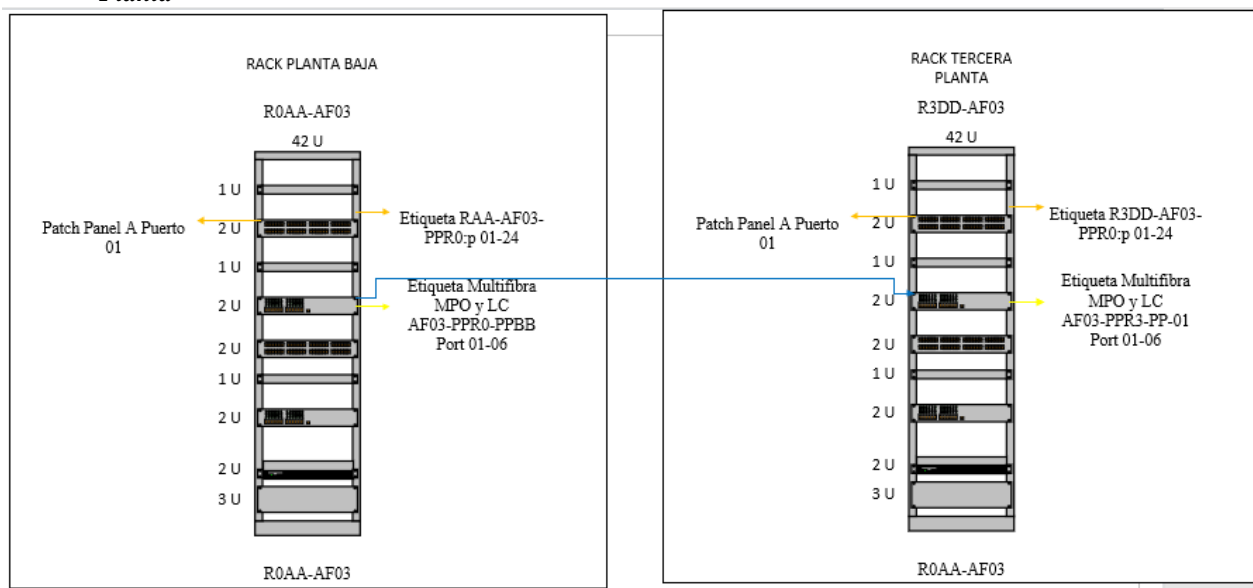 Planta
RACK PLANTA BAJA
R0AA-AF03
42 U
1 U
2 U
1 U
2 U
2 U
1 U
2 U
2 U
3 U
Patch Panel A Puerto
01
Etiqueta RAA-AF03-
PPR0:p 01-24
Etiqueta Multifibra
MPO y LC
AF03-PPR0-PPBB
Port 01-06
R0AA-AF03
RACK TERCERA
PLANTA
R3DD-AF03
42 U
1 U
2 U
1 U
2 U
2 U
1 U
2 U
2 U
3 U
Patch Panel A Puerto
01
Etiqueta R3DD-AF03-
PPR0:p 01-24
Etiqueta Multifibra
MPO y LC
AF03-PPR3-PP-01
Port 01-06
R0AA-AF03